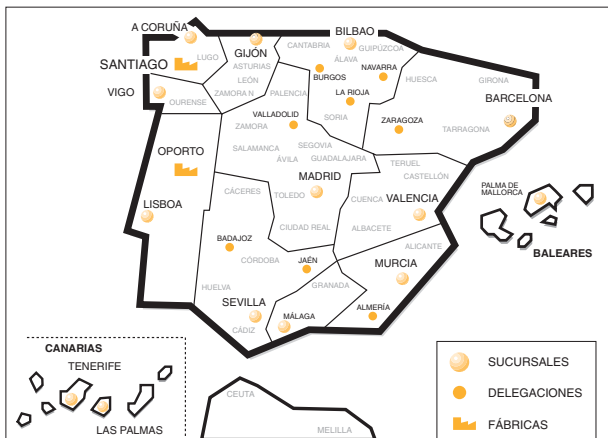 A CORUÑA
BILBAO
LUGO
GIJÓN
CANTABRIA
GUIPÚZCOA
ÁLAVA
SANTIAGO
ASTURIAS
LEÓN
BURGOS
NAVARRA
HUESCA
GIRONA
VIGO
OURENSE
ZAMORA N
PALENCIA
LA RIOJA
BARCELONA
VALLADOLID
SORIA
ZAMORA
ZARAGOZA
TARRAGONA
OPORTO
SALAMANCA
SEGOVIA
ÁVILA
GUADALAJARA
TERUEL
CASTELLÓN
MADRID
CÁCERES
TOLEDO
CUENCA
VALENCIA
PALMA DE
MALLORCA
LISBOA
CIUDAD REAL
ALBACETE
BADAJOZ
ALICANTE
BALEARES
CÓRDOBA
JAÉN
MURCIA
HUELVA
GRANADA
SEVILLA
MÁLAGA
ALMERÍA
CÁDIZ
CANARIAS
TENERIFE
LAS PALMAS
CEUTA
MELILLA
SUCURSALES
DELEGACIONES
FÁBRICAS